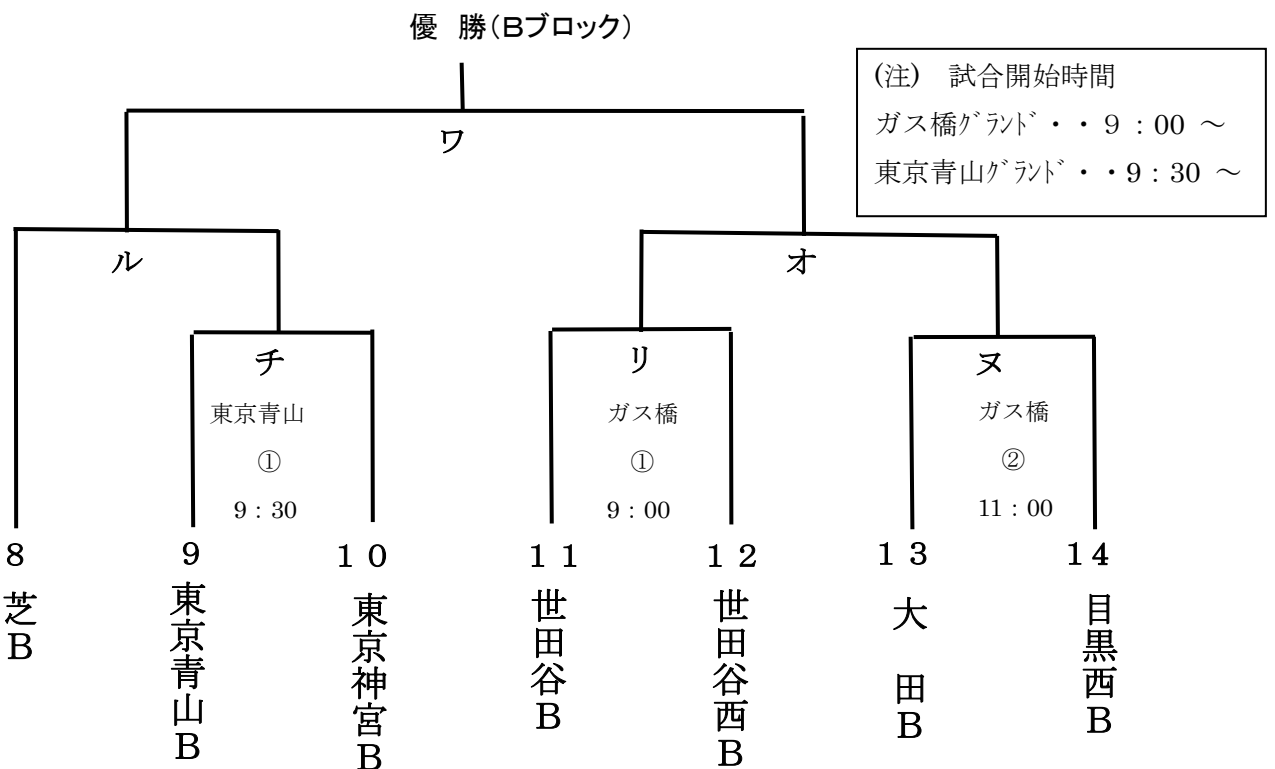 優 勝(Bブロック)
(注) 試合開始時間
ガス橋グランド・・9:00 ~
東京青山グランド・・9:30 ~
ワ
ル
オ
チ
リ
ヌ
東京青山
①
9:30
ガス橋
①
9:00
ガス橋
②
11:00
8
9
10
11
12
13
14
芝B
東京青山B
東京神宮B
世田谷B
世田谷西B
大田B
目黒西B